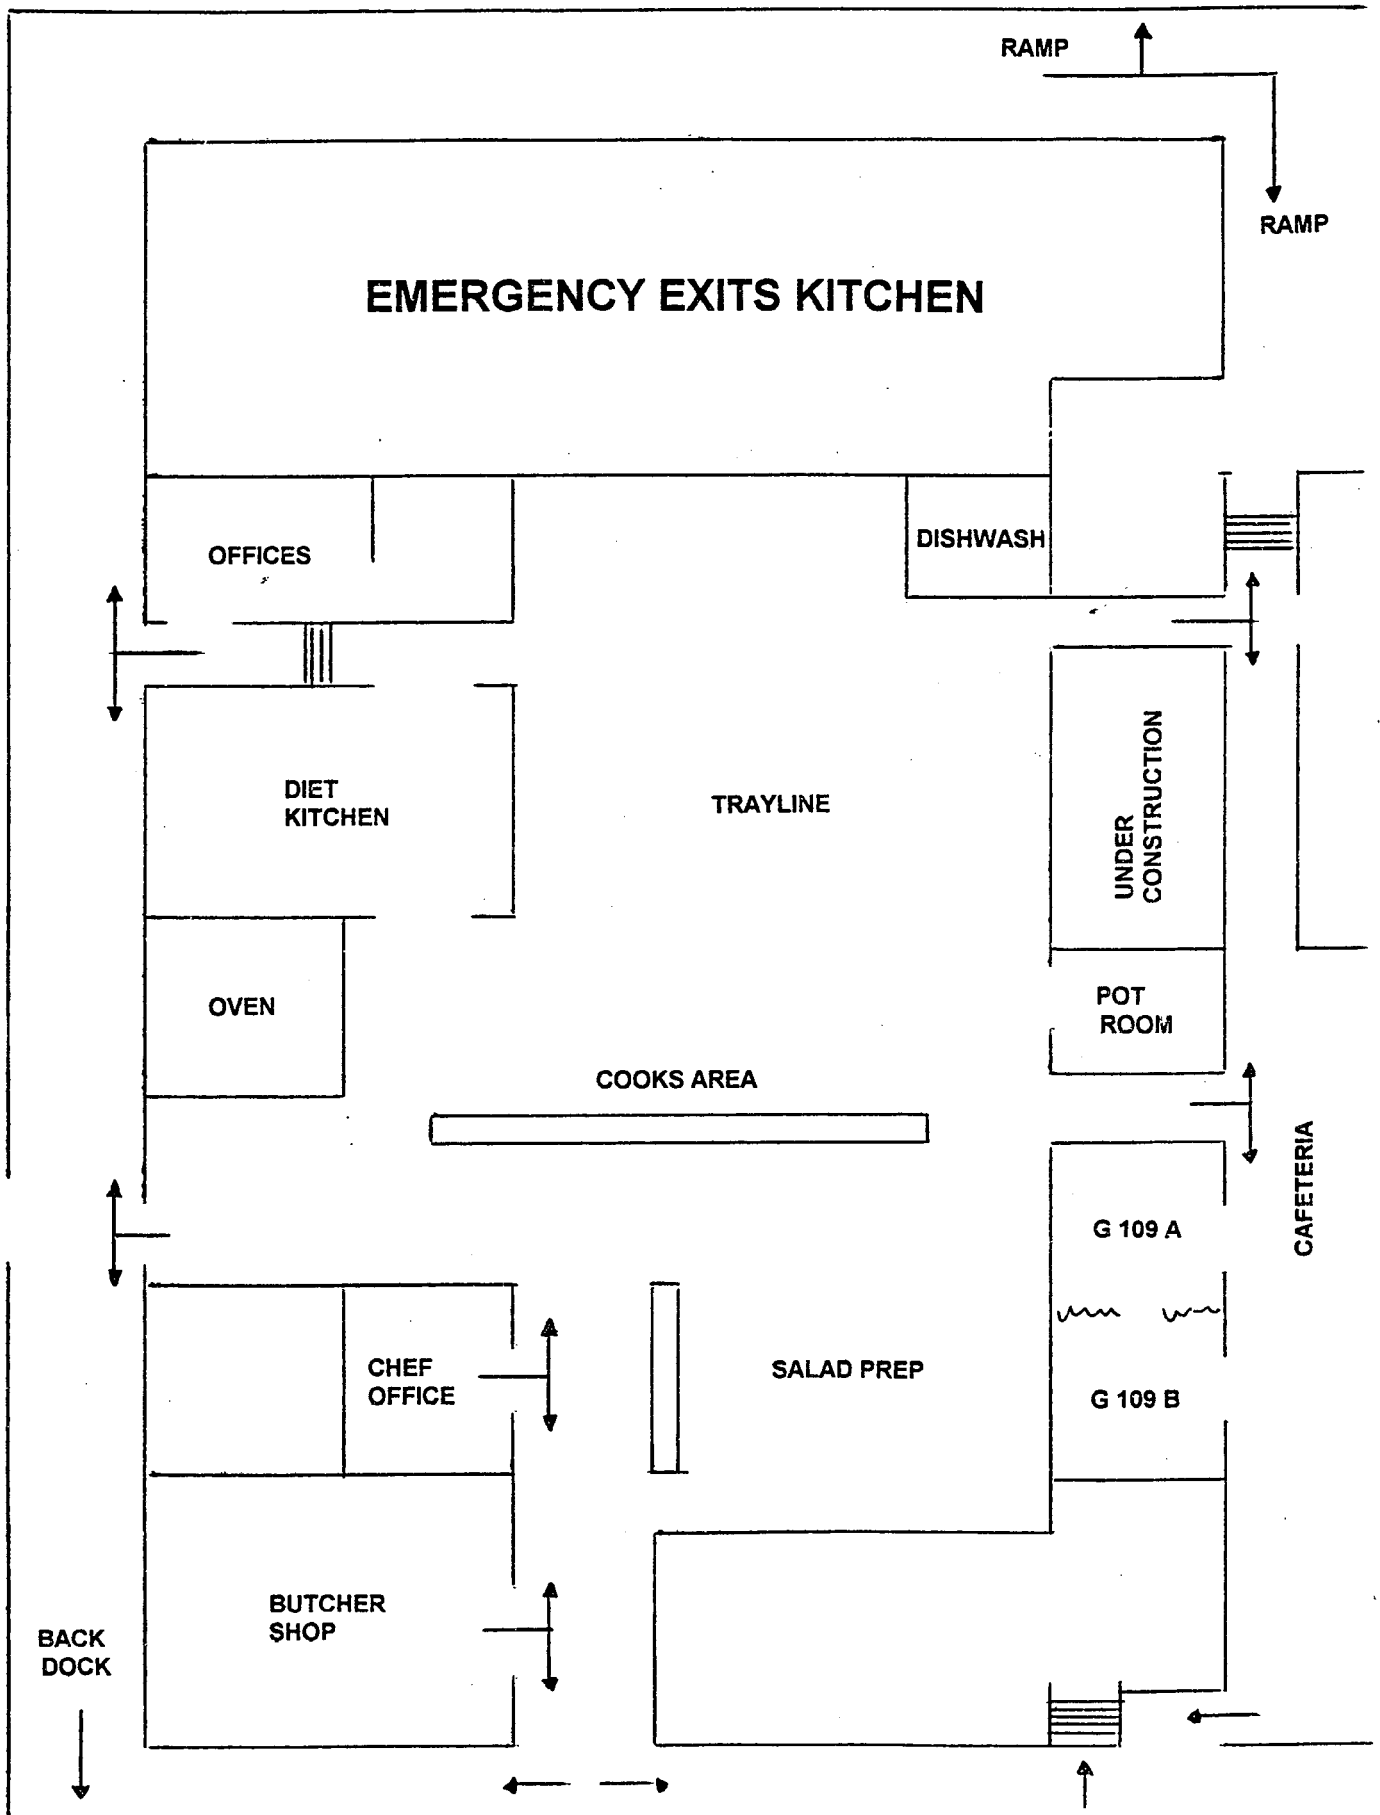 RAMP
RAMP
EMERGENCY EXITS KITCHEN
OFFICES
DISHWASH
DIET
KITCHEN
TRAYLINE
UNDER
CONSTRUCTION
OVEN
POT
ROOM
COOKS AREA
CAFETERIA
G 109 A
CHEF
OFFICE
SALAD PREP
G 109 B
BUTCHER
SHOP
BACK
DOCK